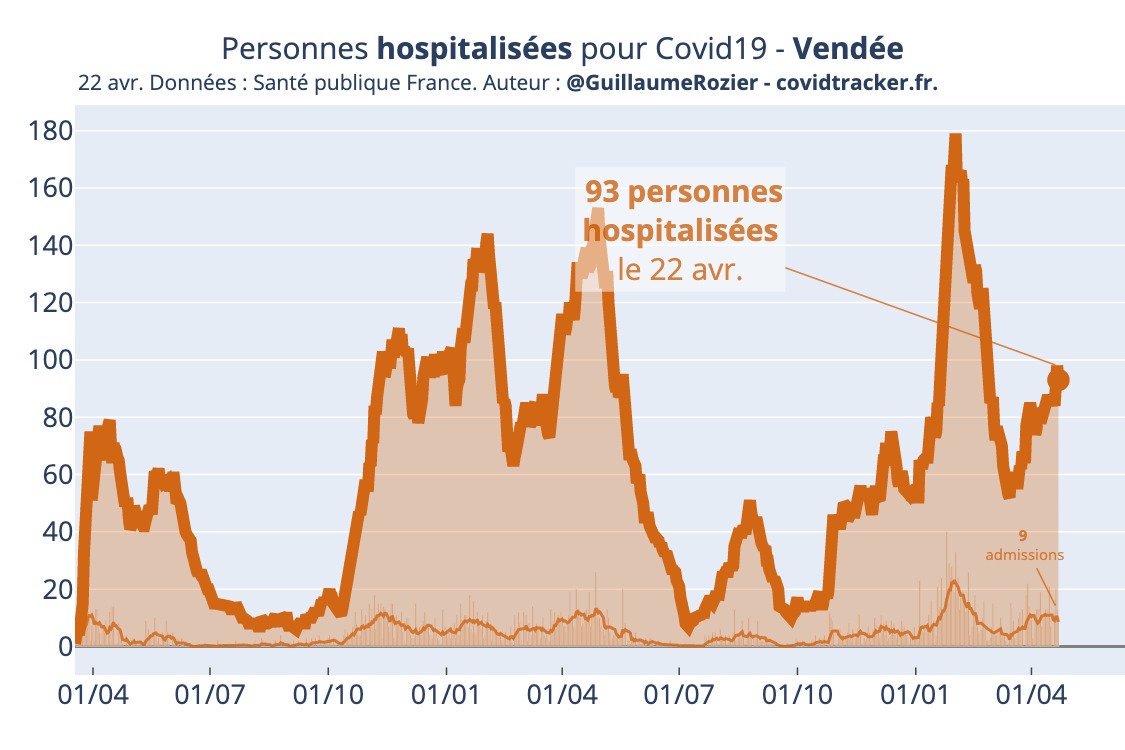 Personnes hospitalisées pour Covid19 - Vendée
22 avr. Données : Santé publique France. Auteur : @GuillaumeRozier - covidtracker.fr.
180
160
140
120
100
80
60
40
20
0
93 personnes
hospitalisées
le 22 avr.
9
admissions
01/04 01/07 01/10 01/01 01/04 01/07 01/10 01/01 01/04